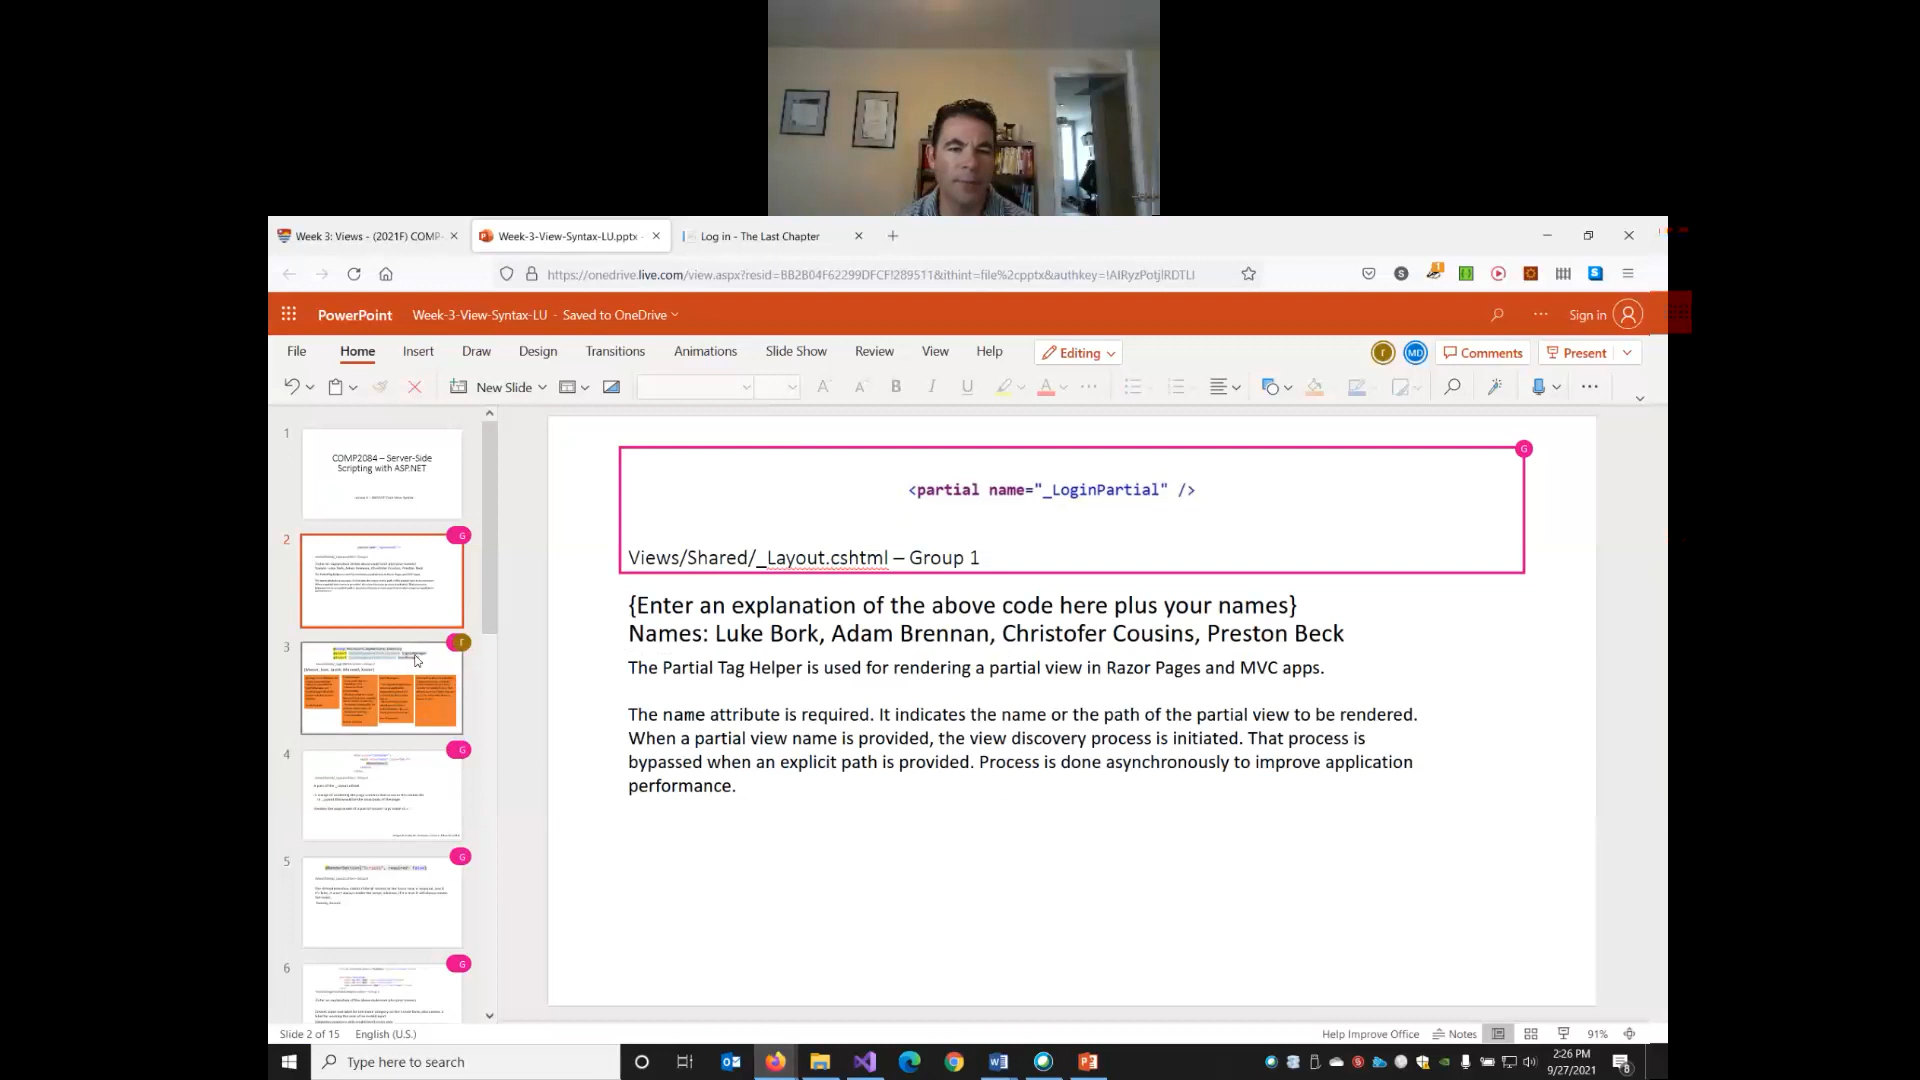 Week 3: Views - (2021F) COMP-
Week-3-View-Syntax-LU.pptx -
Log in - The Last Chapter
https://onedrive.live.com/view.aspx?resid=BB2B04F62299DFCF!289511&ithint=file%2cpptx&authkey=!AIRyzPotjlRDTLI
PowerPoint Week-3-View-Syntax-LU - Saved to OneDrive
Sign in
File Home Insert Draw Design Transitions Animations Slide Show Review View Help Editing
MD
Comments
Present
New Slide
B I U
1
COMP2084 – Server-Side
Scripting with ASP.NET
2
G
3
4
G
5
G
6
G
G
<partial name="_LoginPartial" />
Views/Shared/_Layout.cshtml – Group 1
{Enter an explanation of the above code here plus your names}
Names: Luke Bork, Adam Brennan, Christofer Cousins, Preston Beck
The Partial Tag Helper is used for rendering a partial view in Razor Pages and MVC apps.
The name attribute is required. It indicates the name or the path of the partial view to be rendered.
When a partial view name is provided, the view discovery process is initiated. That process is
bypassed when an explicit path is provided. Process is done asynchronously to improve application
performance.
Slide 2 of 15 English (U.S.)
Help Improve Office Notes 91%
Type here to search
2:26 PM
9/27/2021
8